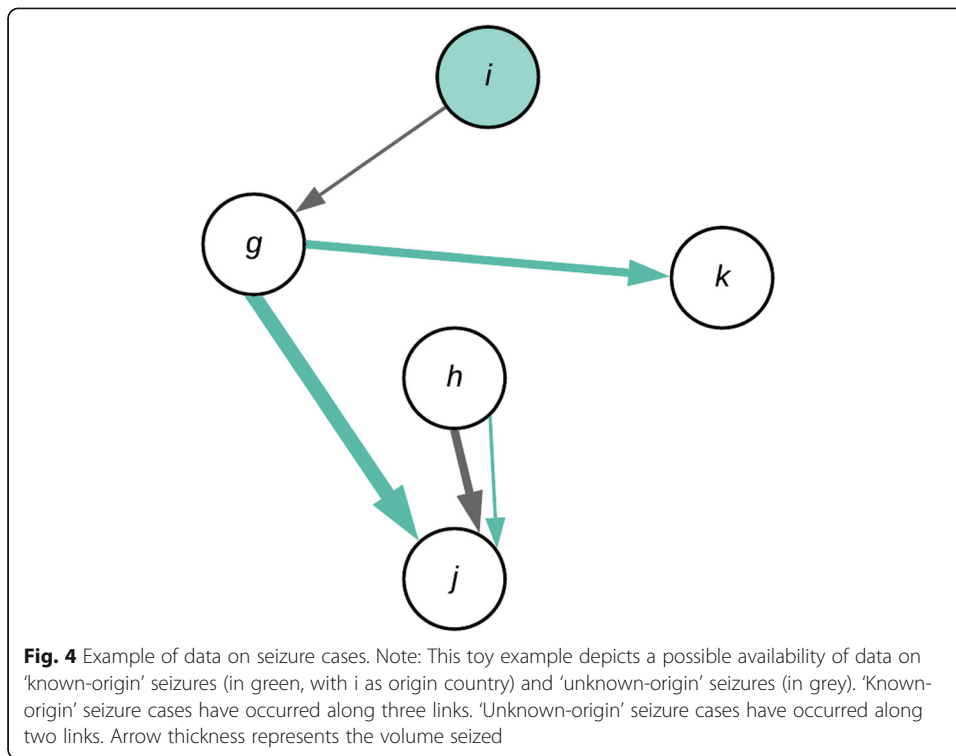 i
g
k
h
j
Fig. 4 Example of data on seizure cases. Note: This toy example depicts a possible availability of data on
‘known-origin’ seizures (in green, with i as origin country) and ‘unknown-origin’ seizures (in grey). ‘Known-
origin’ seizure cases have occurred along three links. ‘Unknown-origin’ seizure cases have occurred along
two links. Arrow thickness represents the volume seized